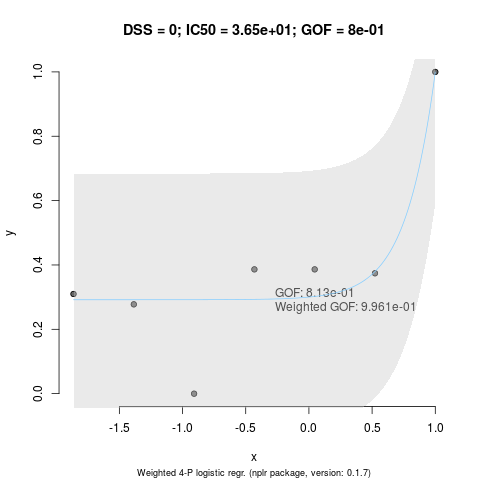 DSS = 0; IC50 = 3.65e+01; GOF = 8e-01
1.0
0.8
0.6
y
0.4
GOF: 8.13e-01
Weighted GOF: 9.961e-01
0.2
0.0
-1.5 -1.0 -0.5 0.0 0.5 1.0
x
Weighted 4-P logistic regr. (nplr package, version: 0.1.7)